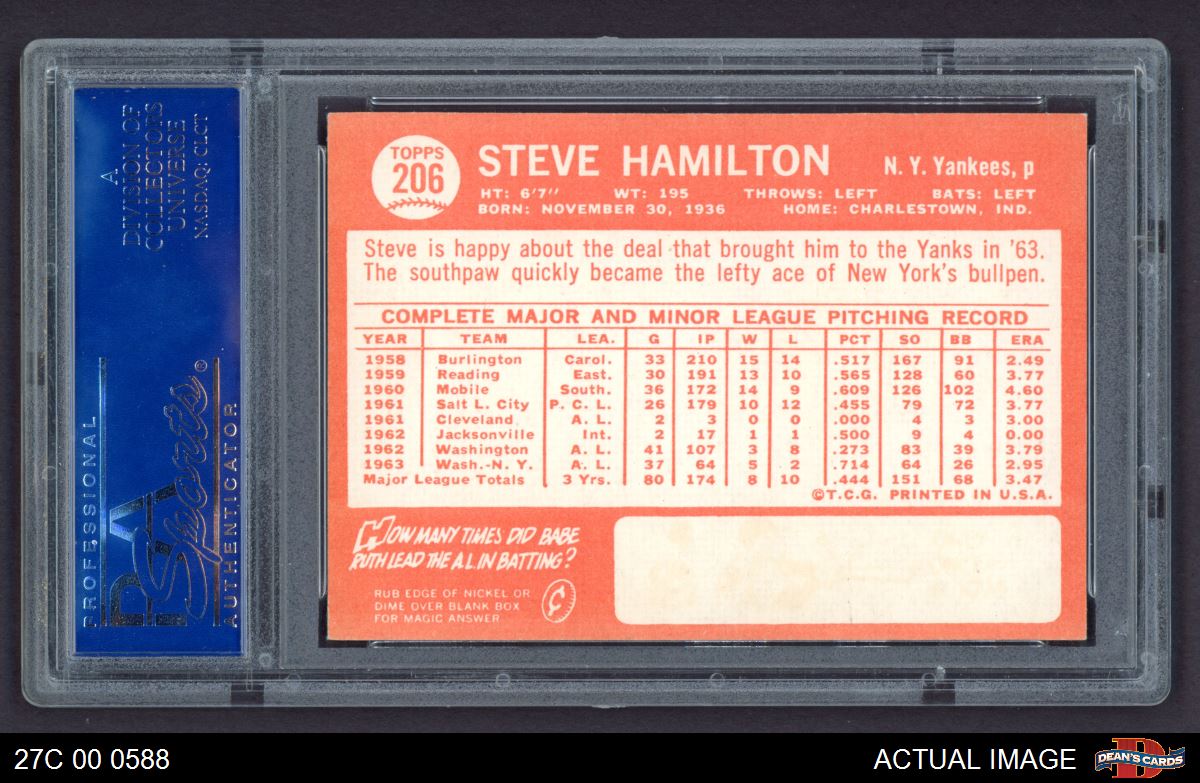 A
DIVISION OF
COLLECTORS
UNIVERSE
NASDAQ: CLCT
PROFESSIONAL
PSA
Sports®
AUTHENTICATOR
TOPPS
206
STEVE HAMILTON N. Y. Yankees, p
HT: 6'7" WT: 195 THROWS: LEFT BATS: LEFT
BORN: NOVEMBER 30, 1936 HOME: CHARLESTOWN, IND.
Steve is happy about the deal that brought him to the Yanks in '63.
The southpaw quickly became the lefty ace of New York's bullpen.
COMPLETE MAJOR AND MINOR LEAGUE PITCHING RECORD
YEAR TEAM LEA. G IP W L PCT SO BB ERA
1958 Burlington Carol. 33 210 15 14 .517 167 91 2.49
1959 Reading East. 30 191 13 10 .565 128 60 3.77
1960 Mobile South. 36 172 14 9 .609 126 102 4.60
1961 Salt L. City P. C. L. 26 179 10 12 .455 79 72 3.77
1961 Cleveland A. L. 2 3 0 0 .000 4 3 3.00
1962 Jacksonville Int. 2 17 1 1 .500 9 4 0.00
1962 Washington A. L. 41 107 3 8 .273 83 39 3.79
1963 Wash.-N. Y. A. L. 37 64 5 2 .714 64 26 2.95
Major League Totals 3 Yrs. 80 174 8 10 .444 151 68 3.47
©T.C.G. PRINTED IN U.S.A.
HOW MANY TIMES DID BABE
RUTH LEAD THE A.L. IN BATTING?
RUB EDGE OF NICKEL OR
DIME OVER BLANK BOX
FOR MAGIC ANSWER
¢
27C 00 0588
ACTUAL IMAGE
D
DEAN'S CARDS